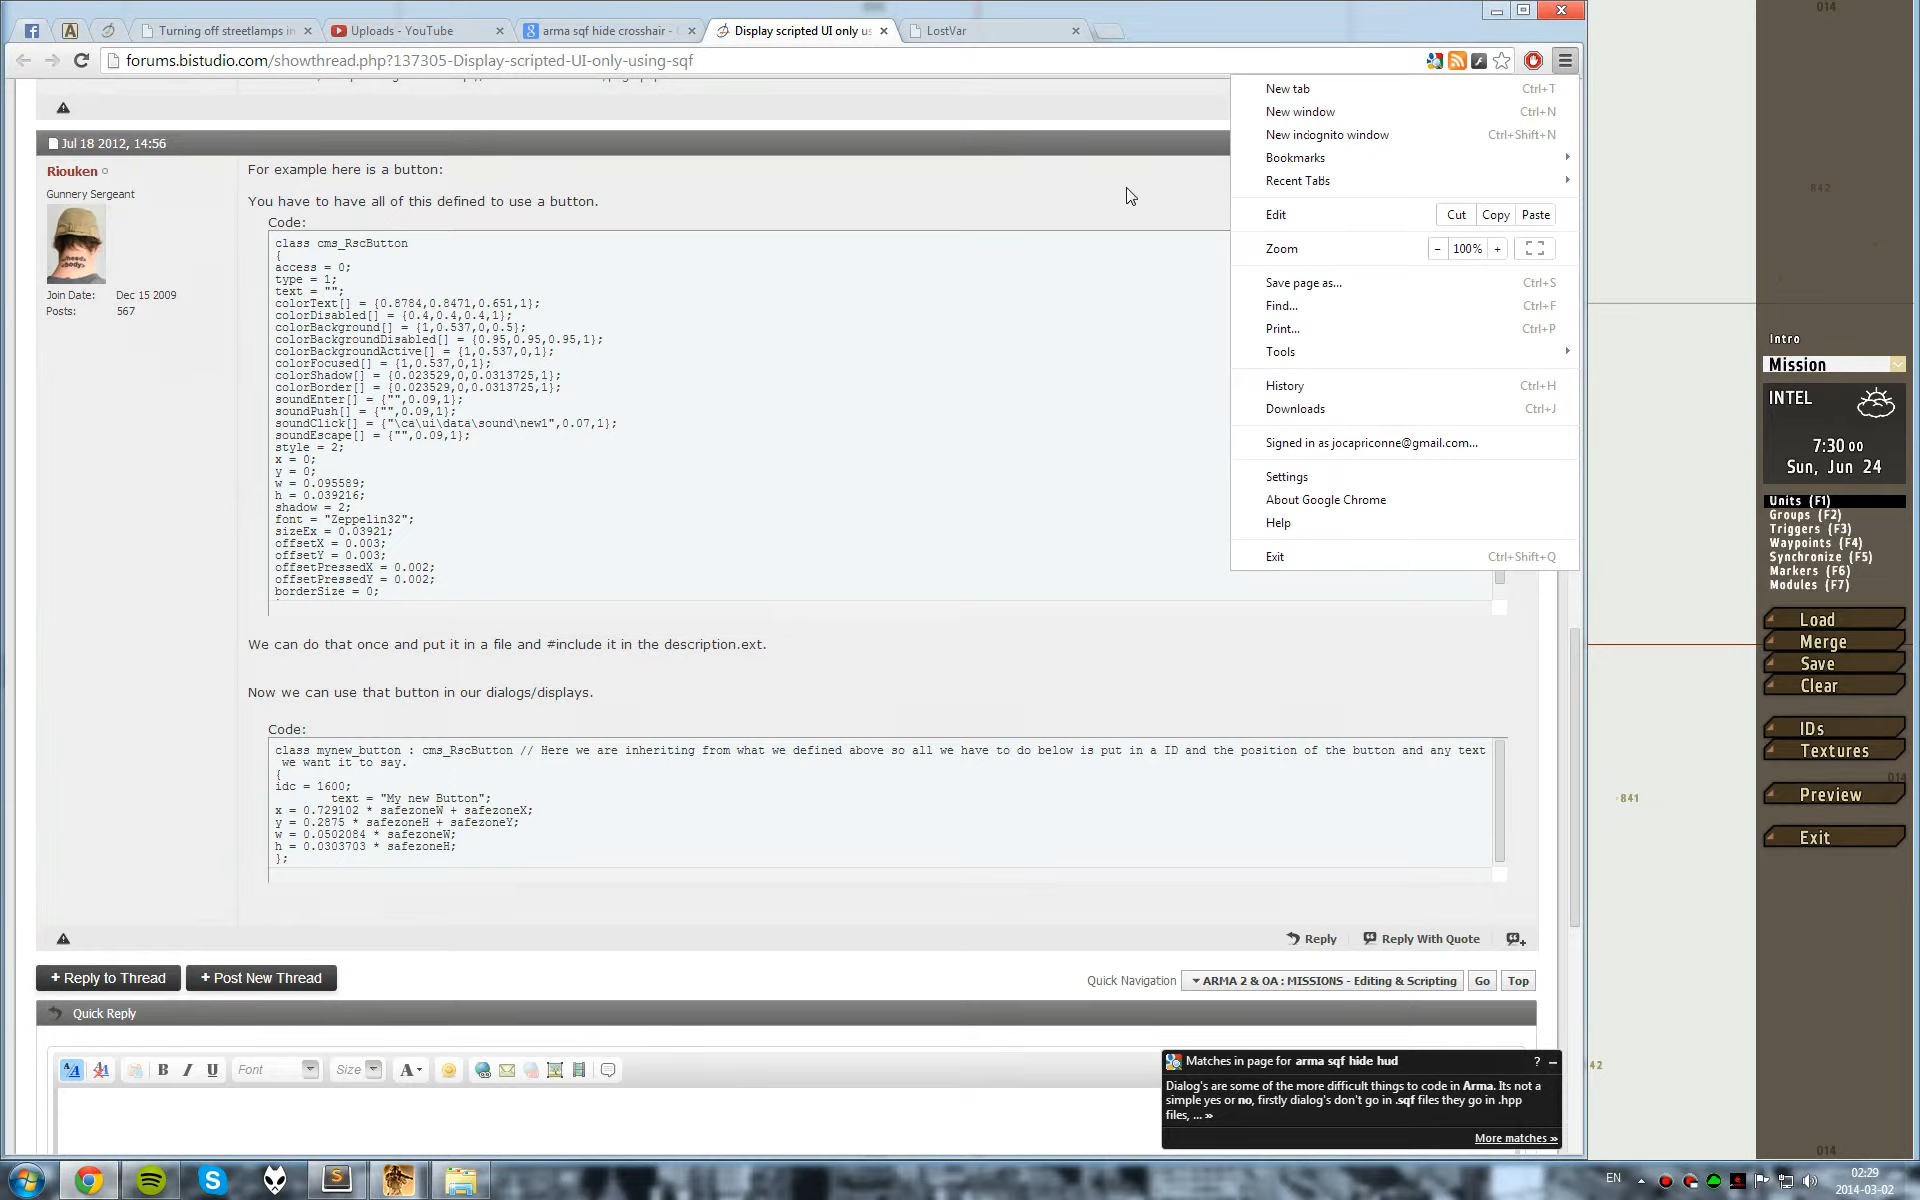 Turning off streetlamps in
Uploads - YouTube
arma sqf hide crosshair -
Display scripted UI only us
LostVar
forums.bistudio.com/showthread.php?137305-Display-scripted-UI-only-using-sqf
New tab Ctrl+T
New window Ctrl+N
New incognito window Ctrl+Shift+N
Bookmarks
Recent Tabs
Edit Cut Copy Paste
Zoom - 100% +
Save page as... Ctrl+S
Find... Ctrl+F
Print... Ctrl+P
Tools
History Ctrl+H
Downloads Ctrl+J
Signed in as jocapriconne@gmail.com...
Settings
About Google Chrome
Help
Exit Ctrl+Shift+Q
Jul 18 2012, 14:56
Riouken
Gunnery Sergeant
Join Date: Dec 15 2009
Posts: 567
For example here is a button:
You have to have all of this defined to use a button.
Code:
class cms_RscButton
{
access = 0;
type = 1;
text = "";
colorText[] = {0.8784,0.8471,0.651,1};
colorDisabled[] = {0.4,0.4,0.4,1};
colorBackground[] = {1,0.537,0,0.5};
colorBackgroundDisabled[] = {0.95,0.95,0.95,1};
colorBackgroundActive[] = {1,0.537,0,1};
colorFocused[] = {1,0.537,0,1};
colorShadow[] = {0.023529,0,0.0313725,1};
colorBorder[] = {0.023529,0,0.0313725,1};
soundEnter[] = {"",0.09,1};
soundPush[] = {"",0.09,1};
soundClick[] = {"\ca\ui\data\sound\new1",0.07,1};
soundEscape[] = {"",0.09,1};
style = 2;
x = 0;
y = 0;
w = 0.095589;
h = 0.039216;
shadow = 2;
font = "Zeppelin32";
sizeEx = 0.03921;
offsetX = 0.003;
offsetY = 0.003;
offsetPressedX = 0.002;
offsetPressedY = 0.002;
borderSize = 0;
We can do that once and put it in a file and #include it in the description.ext.
Now we can use that button in our dialogs/displays.
Code:
class mynew_button : cms_RscButton // Here we are inheriting from what we defined above so all we have to do below is put in a ID and the position of the button and any text
we want it to say.
{
idc = 1600;
text = "My new Button";
x = 0.729102 * safezoneW + safezoneX;
y = 0.2875 * safezoneH + safezoneY;
w = 0.0502084 * safezoneW;
h = 0.0303703 * safezoneH;
};
Reply Reply With Quote
+ Reply to Thread + Post New Thread
Quick Navigation ARMA 2 & OA : MISSIONS - Editing & Scripting Go Top
Quick Reply
B I U Font Size A
Matches in page for arma sqf hide hud ? –
Dialog's are some of the more difficult things to code in Arma. Its not a
simple yes or no, firstly dialog's don't go in .sqf files they go in .hpp
files, ... »
More matches »
014
842
Intro
Mission
INTEL
7:30 00
Sun, Jun 24
Units (F1)
Groups (F2)
Triggers (F3)
Waypoints (F4)
Synchronize (F5)
Markers (F6)
Modules (F7)
Load
Merge
Save
Clear
IDs
Textures
014
841
Preview
Exit
42
014
EN
02:29
2014-03-02